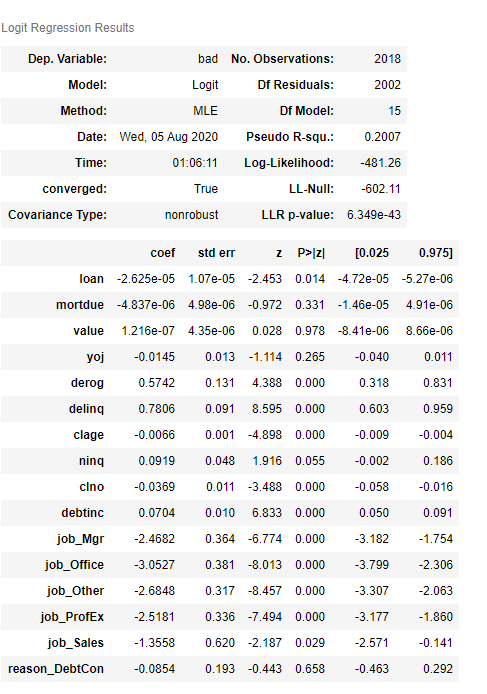 Logit Regression Results
Dep. Variable: bad No. Observations: 2018
Model: Logit Df Residuals: 2002
Method: MLE Df Model: 15
Date: Wed, 05 Aug 2020 Pseudo R-squ.: 0.2007
Time: 01:06:11 Log-Likelihood: -481.26
converged: True LL-Null: -602.11
Covariance Type: nonrobust LLR p-value: 6.349e-43
coef std err z P>|z| [0.025 0.975]
loan -2.625e-05 1.07e-05 -2.453 0.014 -4.72e-05 -5.27e-06
mortdue -4.837e-06 4.98e-06 -0.972 0.331 -1.46e-05 4.91e-06
value 1.216e-07 4.35e-06 0.028 0.978 -8.41e-06 8.66e-06
yoj -0.0145 0.013 -1.114 0.265 -0.040 0.011
derog 0.5742 0.131 4.388 0.000 0.318 0.831
delinq 0.7806 0.091 8.595 0.000 0.603 0.959
clage -0.0066 0.001 -4.898 0.000 -0.009 -0.004
ninq 0.0919 0.048 1.916 0.055 -0.002 0.186
clno -0.0369 0.011 -3.488 0.000 -0.058 -0.016
debtinc 0.0704 0.010 6.833 0.000 0.050 0.091
job_Mgr -2.4682 0.364 -6.774 0.000 -3.182 -1.754
job_Office -3.0527 0.381 -8.013 0.000 -3.799 -2.306
job_Other -2.6848 0.317 -8.457 0.000 -3.307 -2.063
job_ProfEx -2.5181 0.336 -7.494 0.000 -3.177 -1.860
job_Sales -1.3558 0.620 -2.187 0.029 -2.571 -0.141
reason_DebtCon -0.0854 0.193 -0.443 0.658 -0.463 0.292